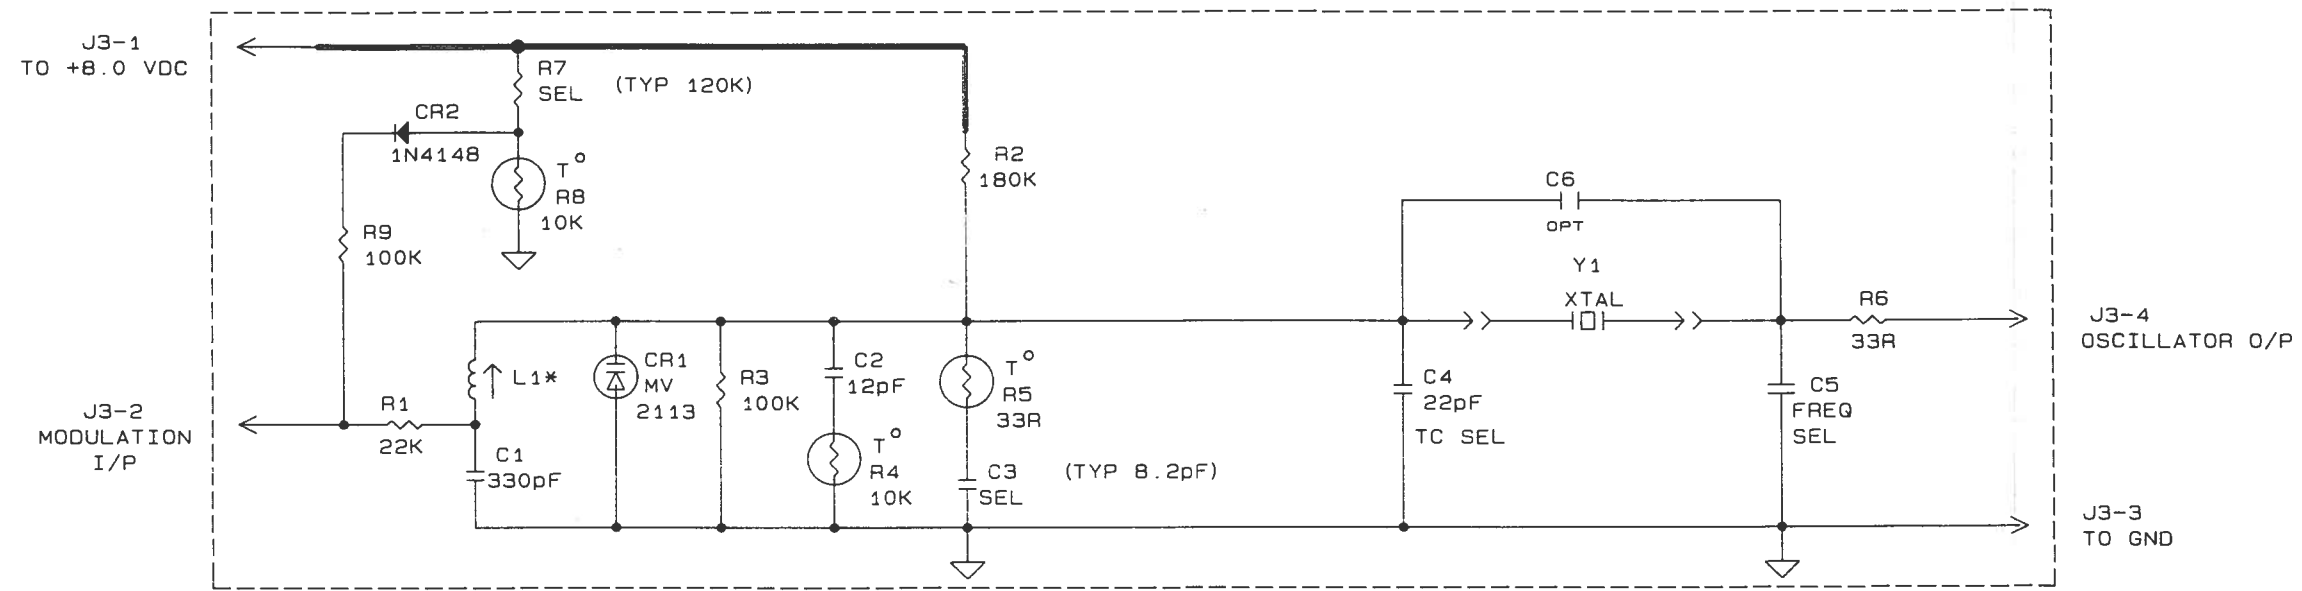 J3-1
TO +8.0 VDC
R7
SEL
(TYP 120K)
CR2
1N4148
T°
R8
10K
R2
180K
R9
100K
C6
OPT
Y1
XTAL
R6
33R
J3-4
OSCILLATOR O/P
L1*
CR1
MV
2113
R3
100K
C2
12pF
T°
R5
33R
C4
22pF
TC SEL
C5
FREQ
SEL
J3-2
MODULATION
I/P
R1
22K
C1
330pF
T°
R4
10K
C3
SEL
(TYP 8.2pF)
J3-3
TO GND